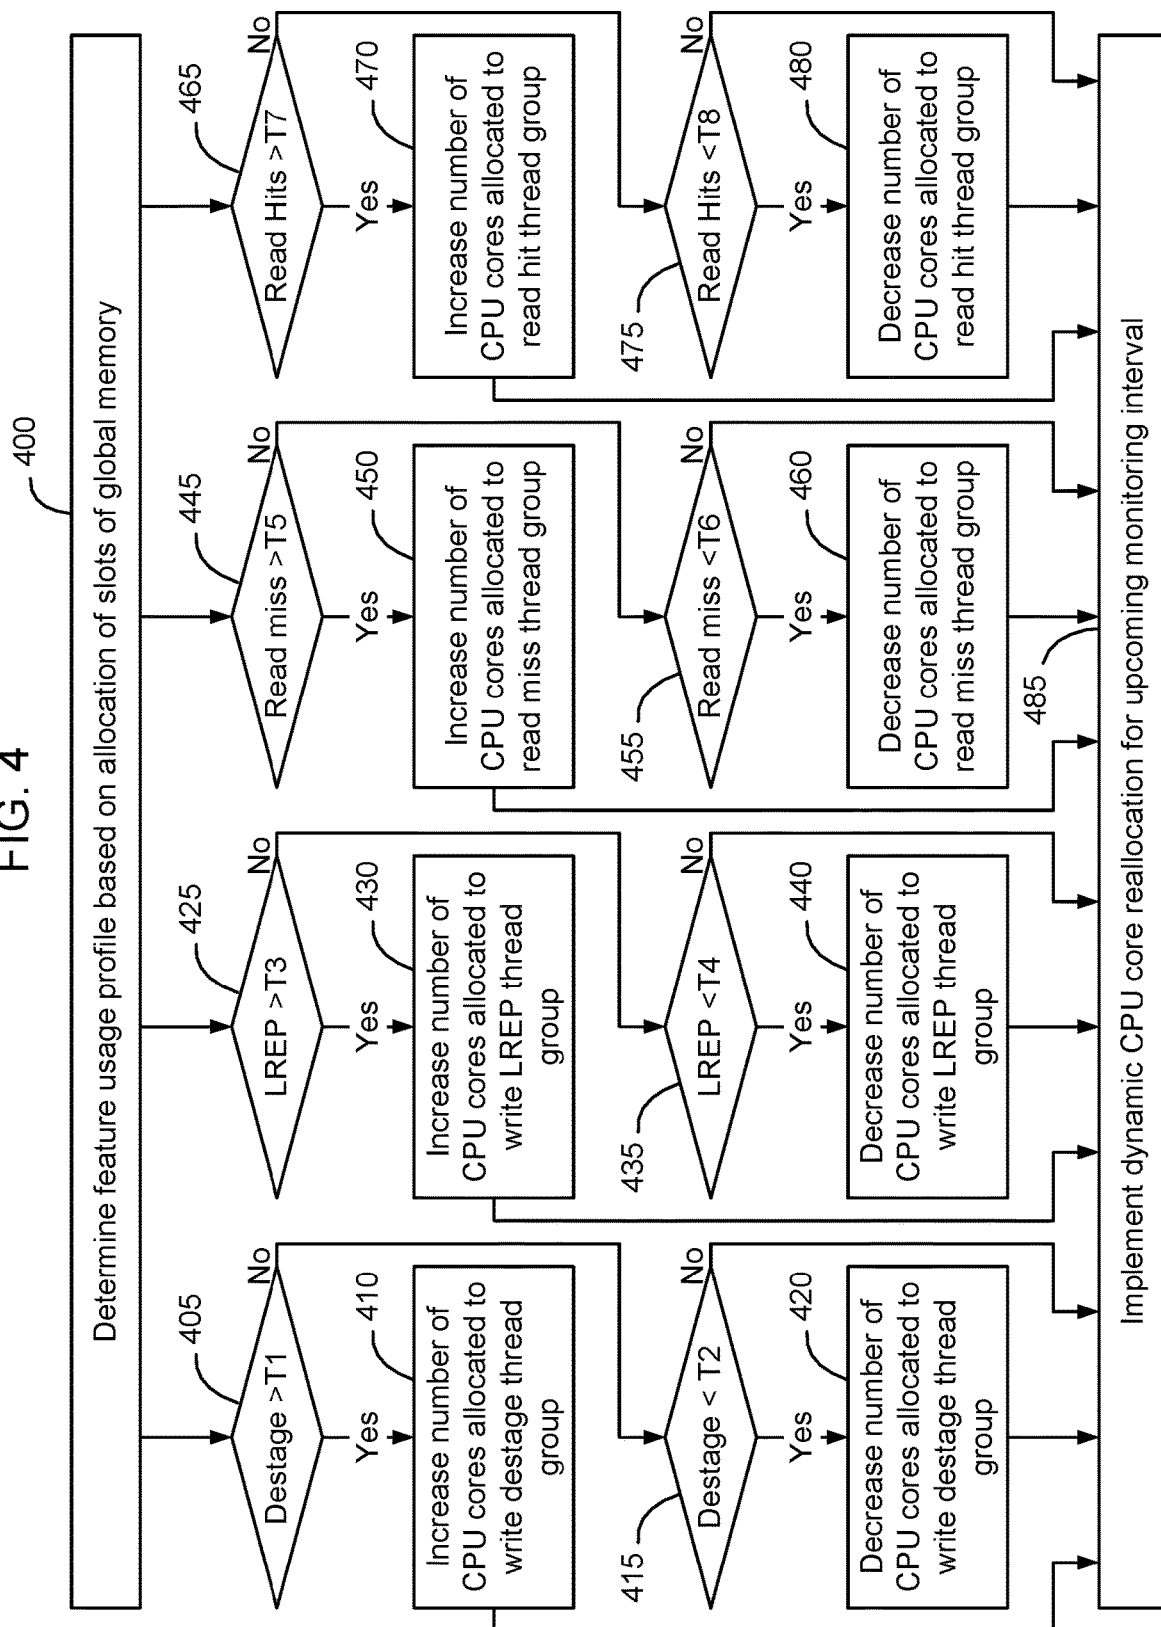 FIG. 4
400
Determine feature usage profile based on allocation of slots of global memory
405
Destage >T1
No
Yes
410
Increase number of
CPU cores allocated to
write destage thread
group
415
Destage < T2
No
Yes
420
Decrease number of
CPU cores allocated to
write destage thread
group
425
LREP >T3
No
Yes
430
Increase number of
CPU cores allocated to
write LREP thread
group
435
LREP <T4
No
Yes
440
Decrease number of
CPU cores allocated to
write LREP thread
group
445
Read miss >T5
No
Yes
450
Increase number of
CPU cores allocated to
read miss thread group
455
Read miss <T6
No
Yes
460
Decrease number of
CPU cores allocated to
read miss thread group
465
Read Hits >T7
No
Yes
470
Increase number of
CPU cores allocated to
read hit thread group
475
Read Hits <T8
No
Yes
480
Decrease number of
CPU cores allocated to
read hit thread group
485
Implement dynamic CPU core reallocation for upcoming monitoring interval